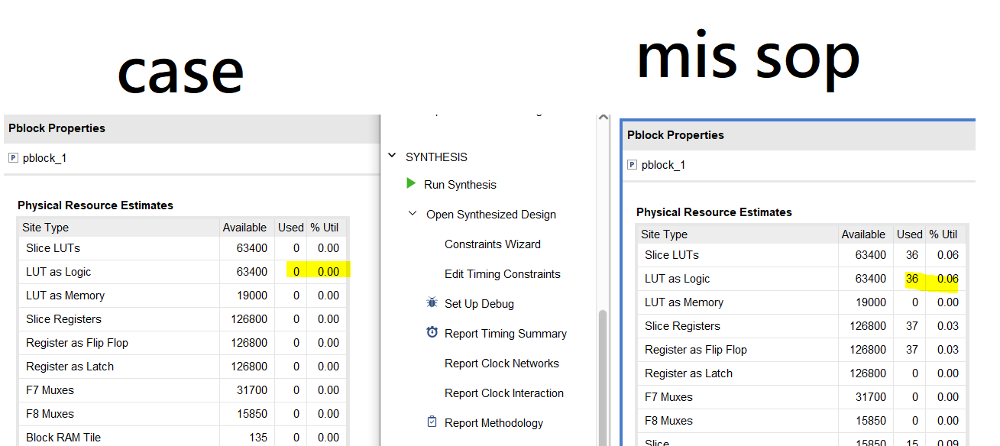 case
mis sop
Pblock Properties
pblock_1
Physical Resource Estimates
Site Type Available Used % Util
Slice LUTs 63400 0 0.00
LUT as Logic 63400 0 0.00
LUT as Memory 19000 0 0.00
Slice Registers 126800 0 0.00
Register as Flip Flop 126800 0 0.00
Register as Latch 126800 0 0.00
F7 Muxes 31700 0 0.00
F8 Muxes 15850 0 0.00
Block RAM Tile 135 0 0.00
SYNTHESIS
Run Synthesis
Open Synthesized Design
Constraints Wizard
Edit Timing Constraints
Set Up Debug
Report Timing Summary
Report Clock Networks
Report Clock Interaction
Report Methodology
Pblock Properties
pblock_1
Physical Resource Estimates
Site Type Available Used % Util
Slice LUTs 63400 36 0.06
LUT as Logic 63400 36 0.06
LUT as Memory 19000 0 0.00
Slice Registers 126800 37 0.03
Register as Flip Flop 126800 37 0.03
Register as Latch 126800 0 0.00
F7 Muxes 31700 0 0.00
F8 Muxes 15850 0 0.00
Slice 15850 15 0.09